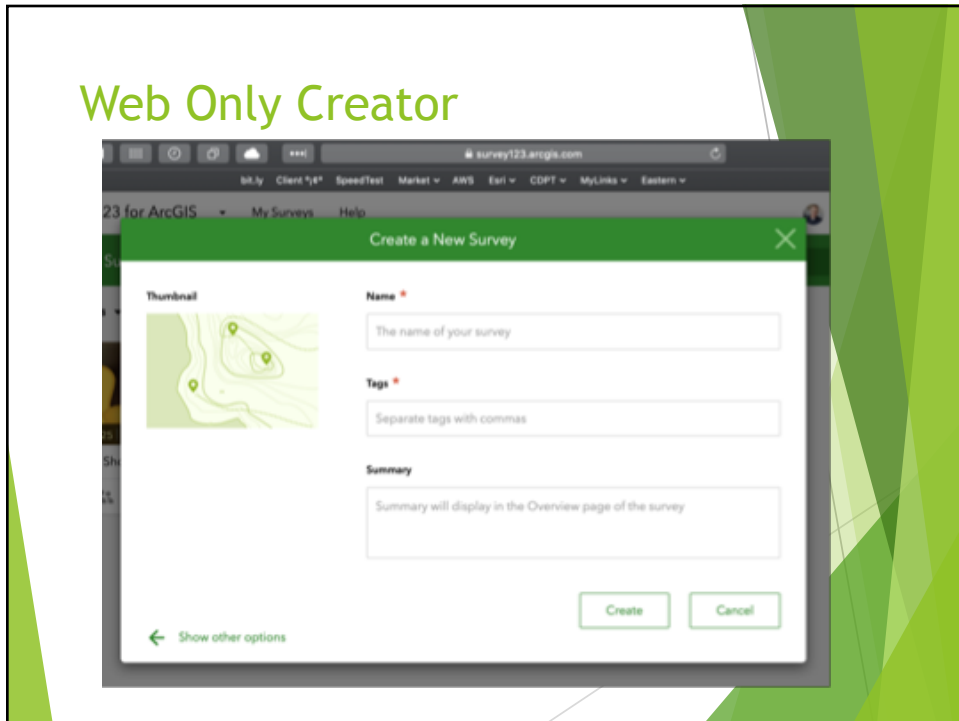 Web Only Creator
survey123.arcgis.com
bit.ly Client SpeedTest Market AWS Esri CDPT MyLinks Eastern
23 for ArcGIS My Surveys Help
Create a New Survey
Thumbnail
Name *
The name of your survey
Tags *
Separate tags with commas
Summary
Summary will display in the Overview page of the survey
Create Cancel
Show other options